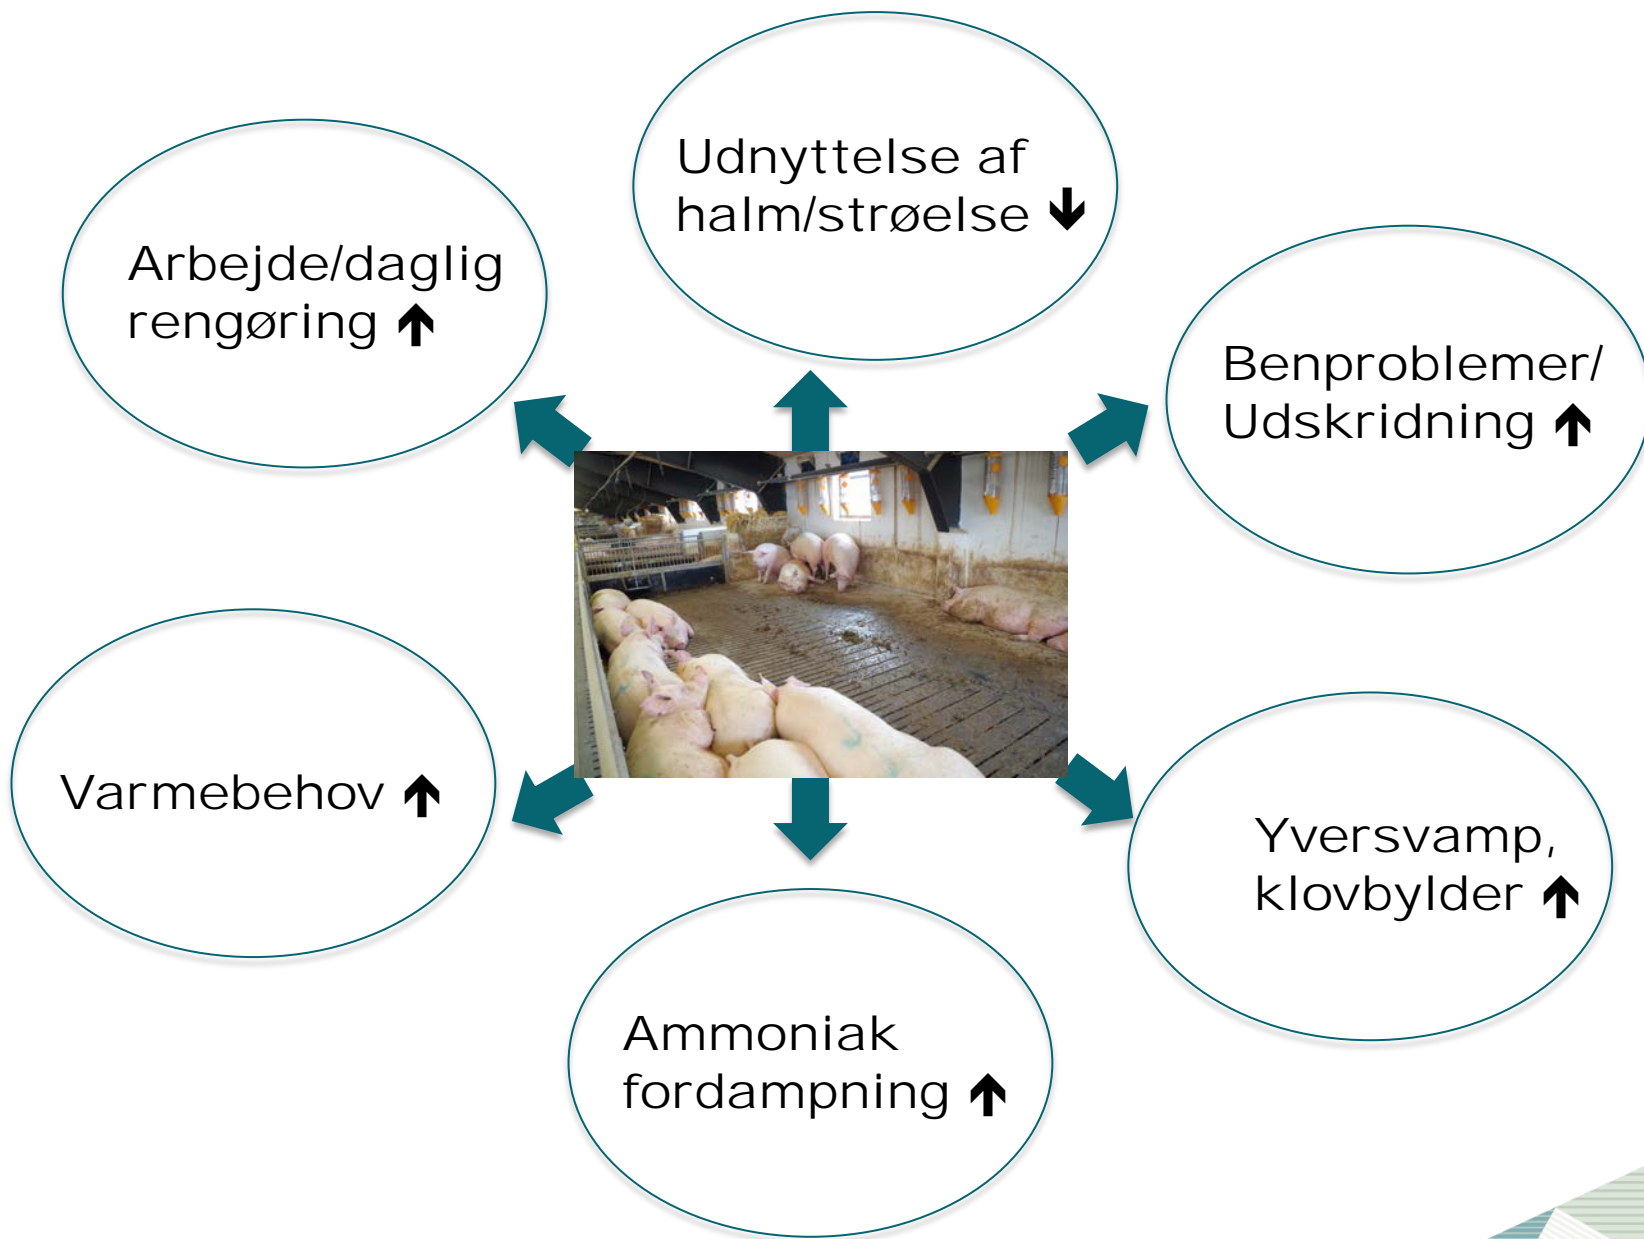 Udnyttelse af
halm/strøelse ↓
Arbejde/daglig
rengøring ↑
Benproblemer/
Udskridning ↑
Varmebehov ↑
Yversvamp,
klovbylder ↑
Ammoniak
fordampning ↑